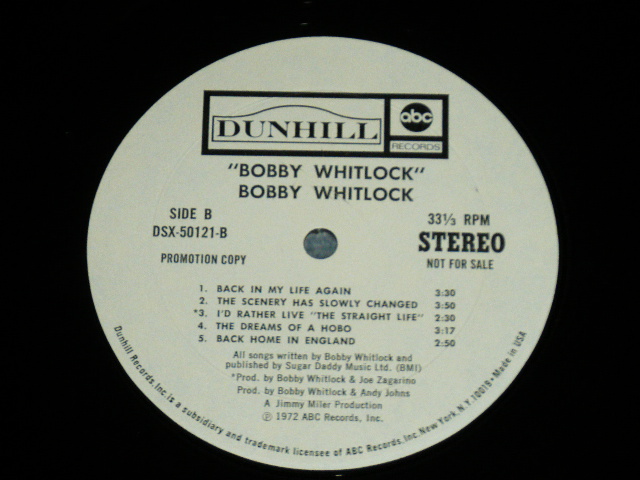 DUNHILL
abc
RECORDS
"BOBBY WHITLOCK"
BOBBY WHITLOCK
SIDE B
DSX-50121-B
PROMOTION COPY
33⅓ RPM
STEREO
NOT FOR SALE
1. BACK IN MY LIFE AGAIN 3:30
2. THE SCENERY HAS SLOWLY CHANGED 3:50
*3. I'D RATHER LIVE "THE STRAIGHT LIFE" 2:30
4. THE DREAMS OF A HOBO 3:17
5. BACK HOME IN ENGLAND 2:50
All songs written by Bobby Whitlock and
published by Sugar Daddy Music Ltd. (BMI)
*Prod. by Bobby Whitlock & Joe Zagarino
Prod. by Bobby Whitlock & Andy Johns
A Jimmy Miler Production
℗ 1972 ABC Records, Inc.
Dunhill Records, Inc. is a subsidiary and trademark licensee of ABC Records, Inc. New York, N.Y. 10019 • Made in USA